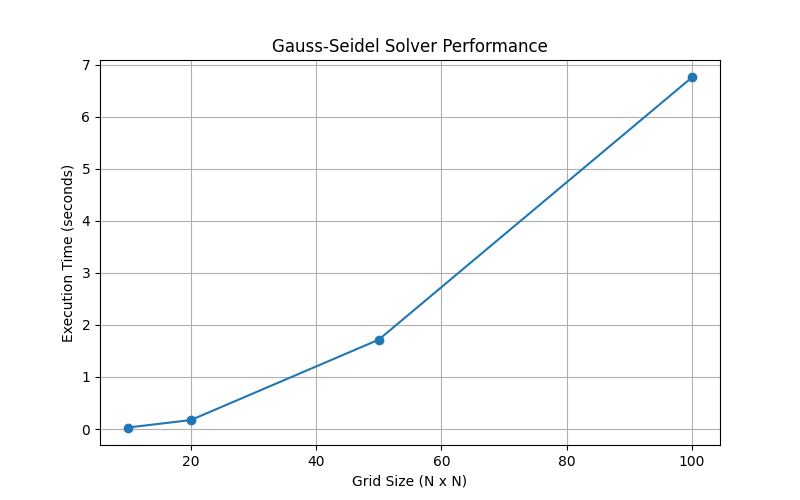 Gauss-Seidel Solver Performance
7
6
5
4
3
2
1
0
Execution Time (seconds)
20 40 60 80 100
Grid Size (N x N)